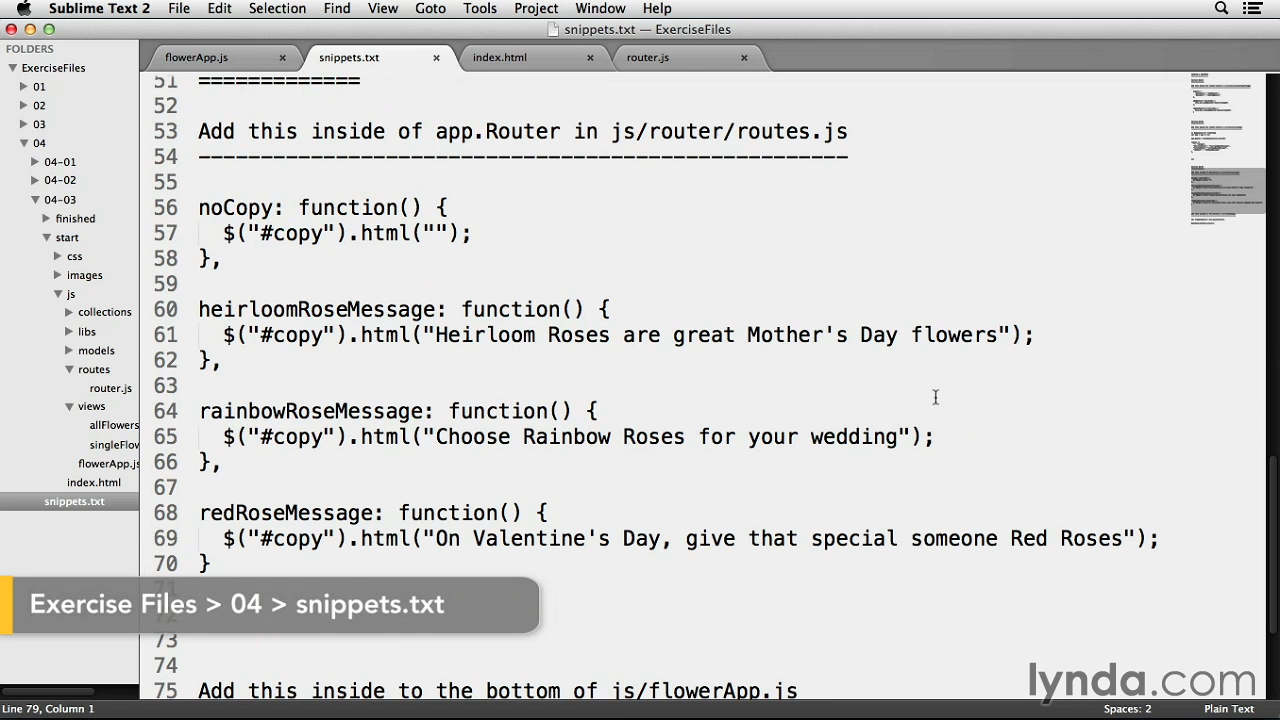 Sublime Text 2 File Edit Selection Find View Goto Tools Project Window Help
snippets.txt — ExerciseFiles
FOLDERS
ExerciseFiles
01
02
03
04
04-01
04-02
04-03
finished
start
css
images
js
collections
libs
models
routes
router.js
views
allFlowers
singleFlow
flowerApp.js
index.html
snippets.txt
flowerApp.js × snippets.txt × index.html × router.js ×
51 =============
52
53 Add this inside of app.Router in js/router/routes.js
54 ----------------------------------------------------
55
56 noCopy: function() {
57 $("#copy").html("");
58 },
59
60 heirloomRoseMessage: function() {
61 $("#copy").html("Heirloom Roses are great Mother's Day flowers");
62 },
63
64 rainbowRoseMessage: function() {
65 $("#copy").html("Choose Rainbow Roses for your wedding");
66 },
67
68 redRoseMessage: function() {
69 $("#copy").html("On Valentine's Day, give that special someone Red Roses");
70 }
Exercise Files > 04 > snippets.txt
73
74
75 Add this inside to the bottom of js/flowerApp.js
lynda.com
Line 79, Column 1 Spaces: 2 Plain Text